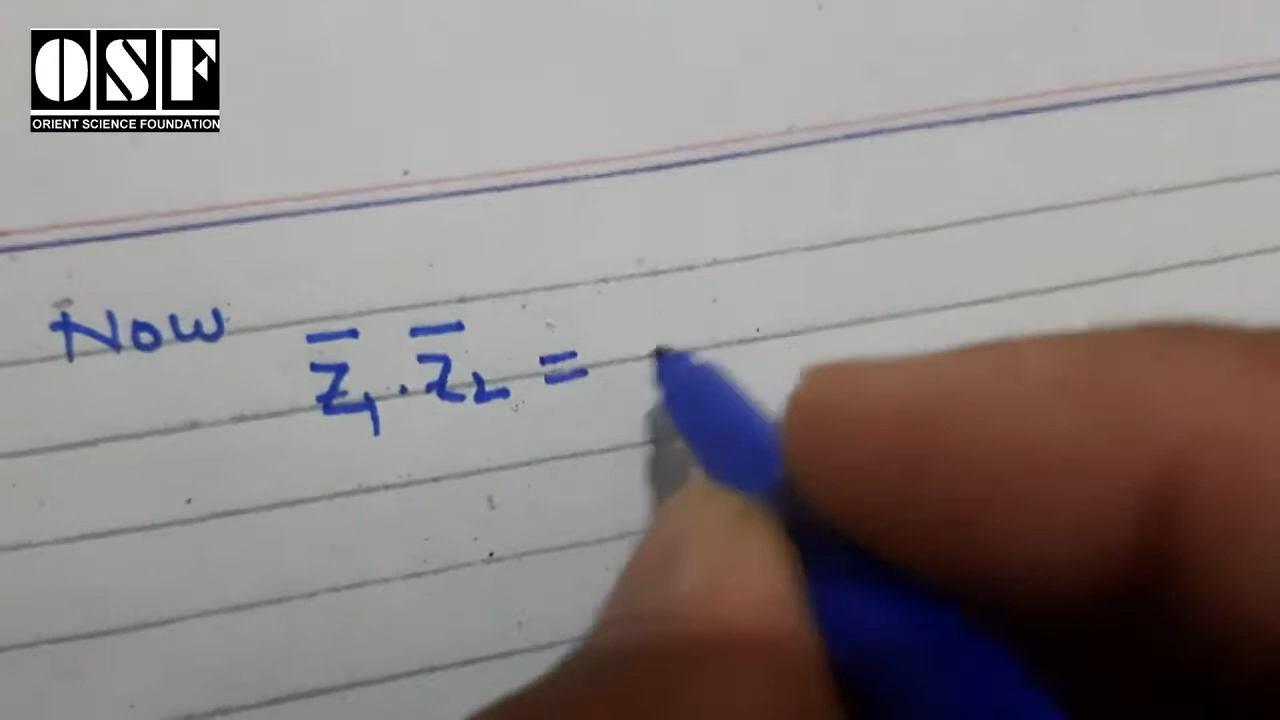 OSF
ORIENT SCIENCE FOUNDATION
Now z̅₁ . z̅₂ =